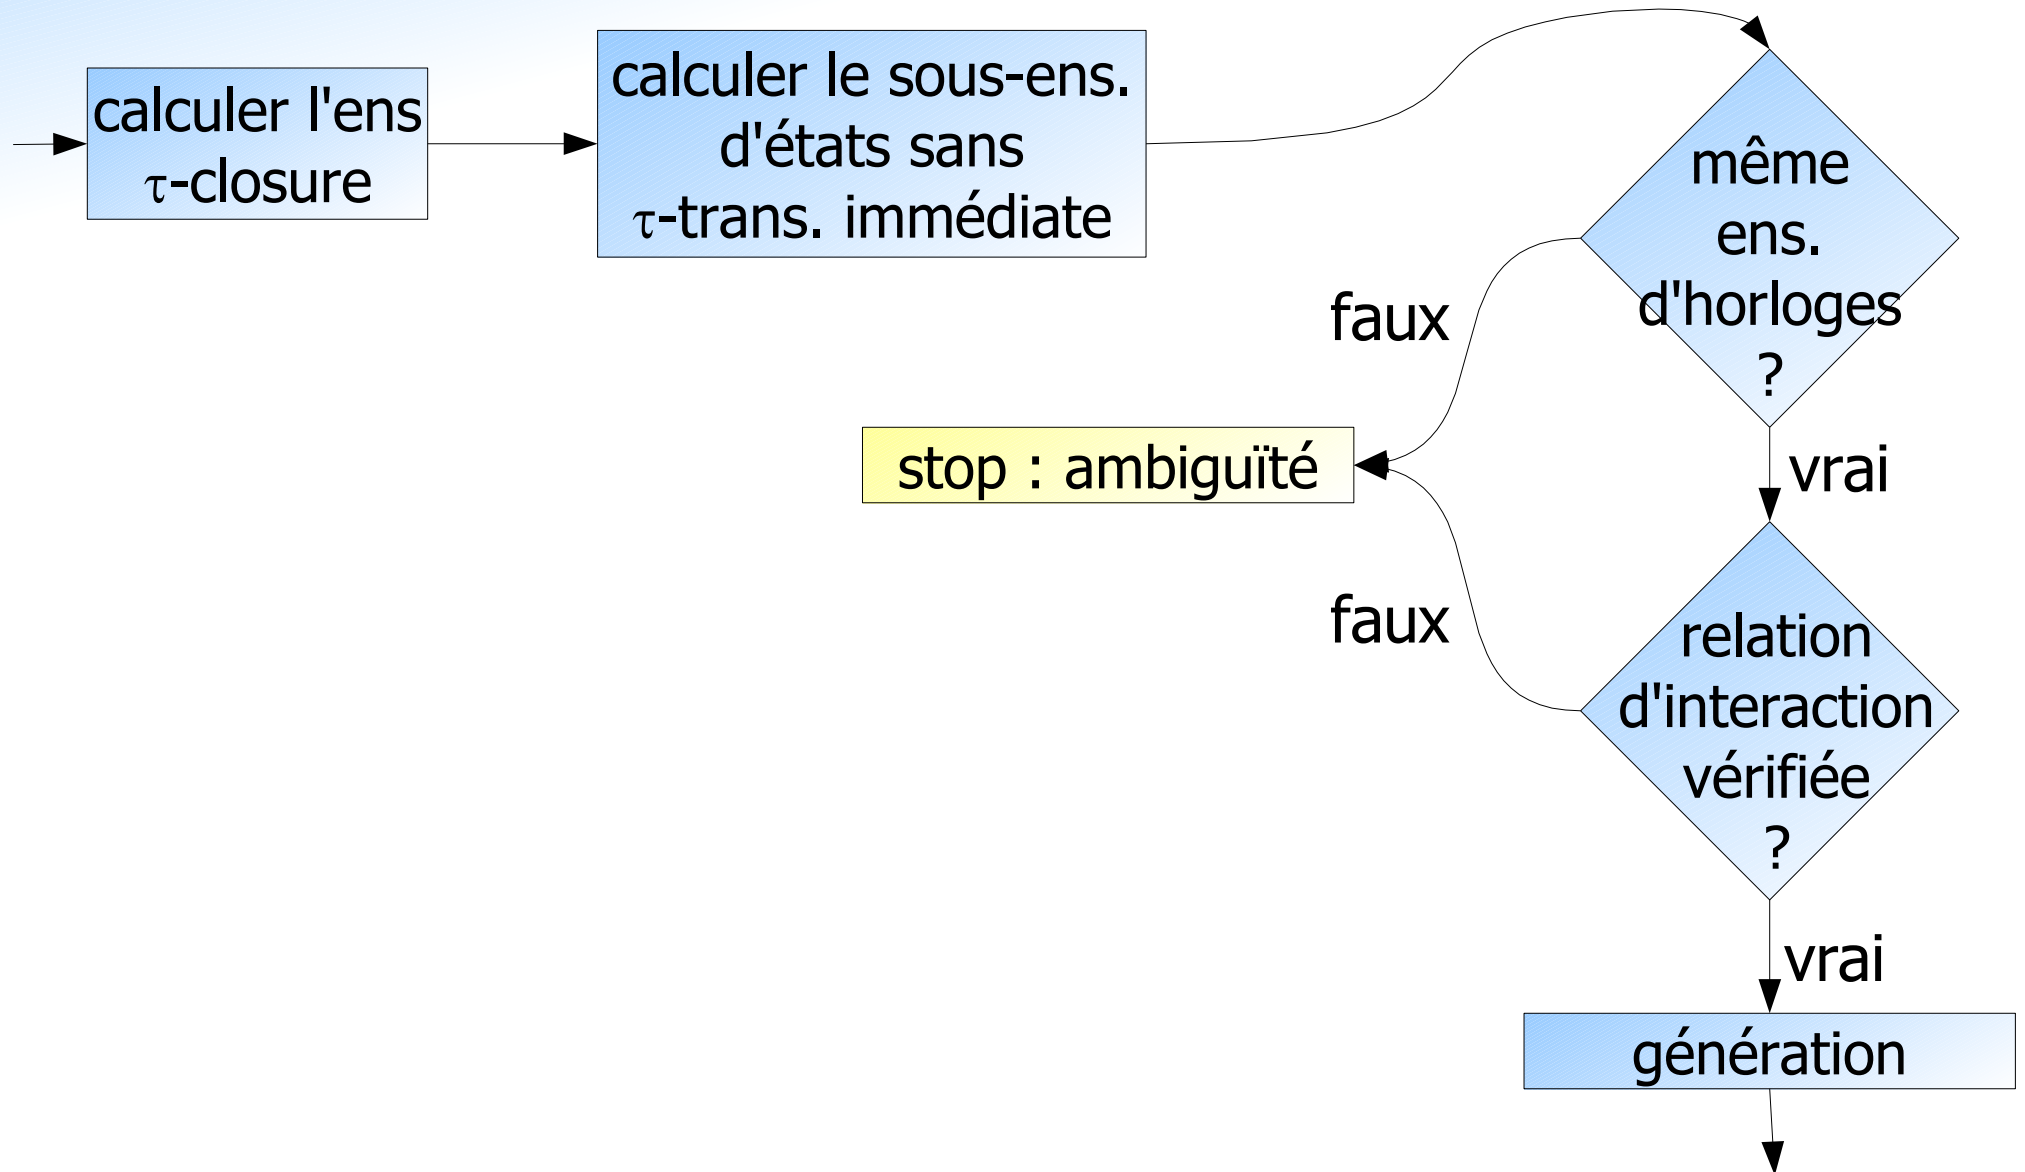 calculer l'ens
τ-closure
calculer le sous-ens.
d'états sans
τ-trans. immédiate
même
ens.
d'horloges
?
faux
stop : ambiguïté
vrai
faux
relation
d'interaction
vérifiée
?
vrai
génération